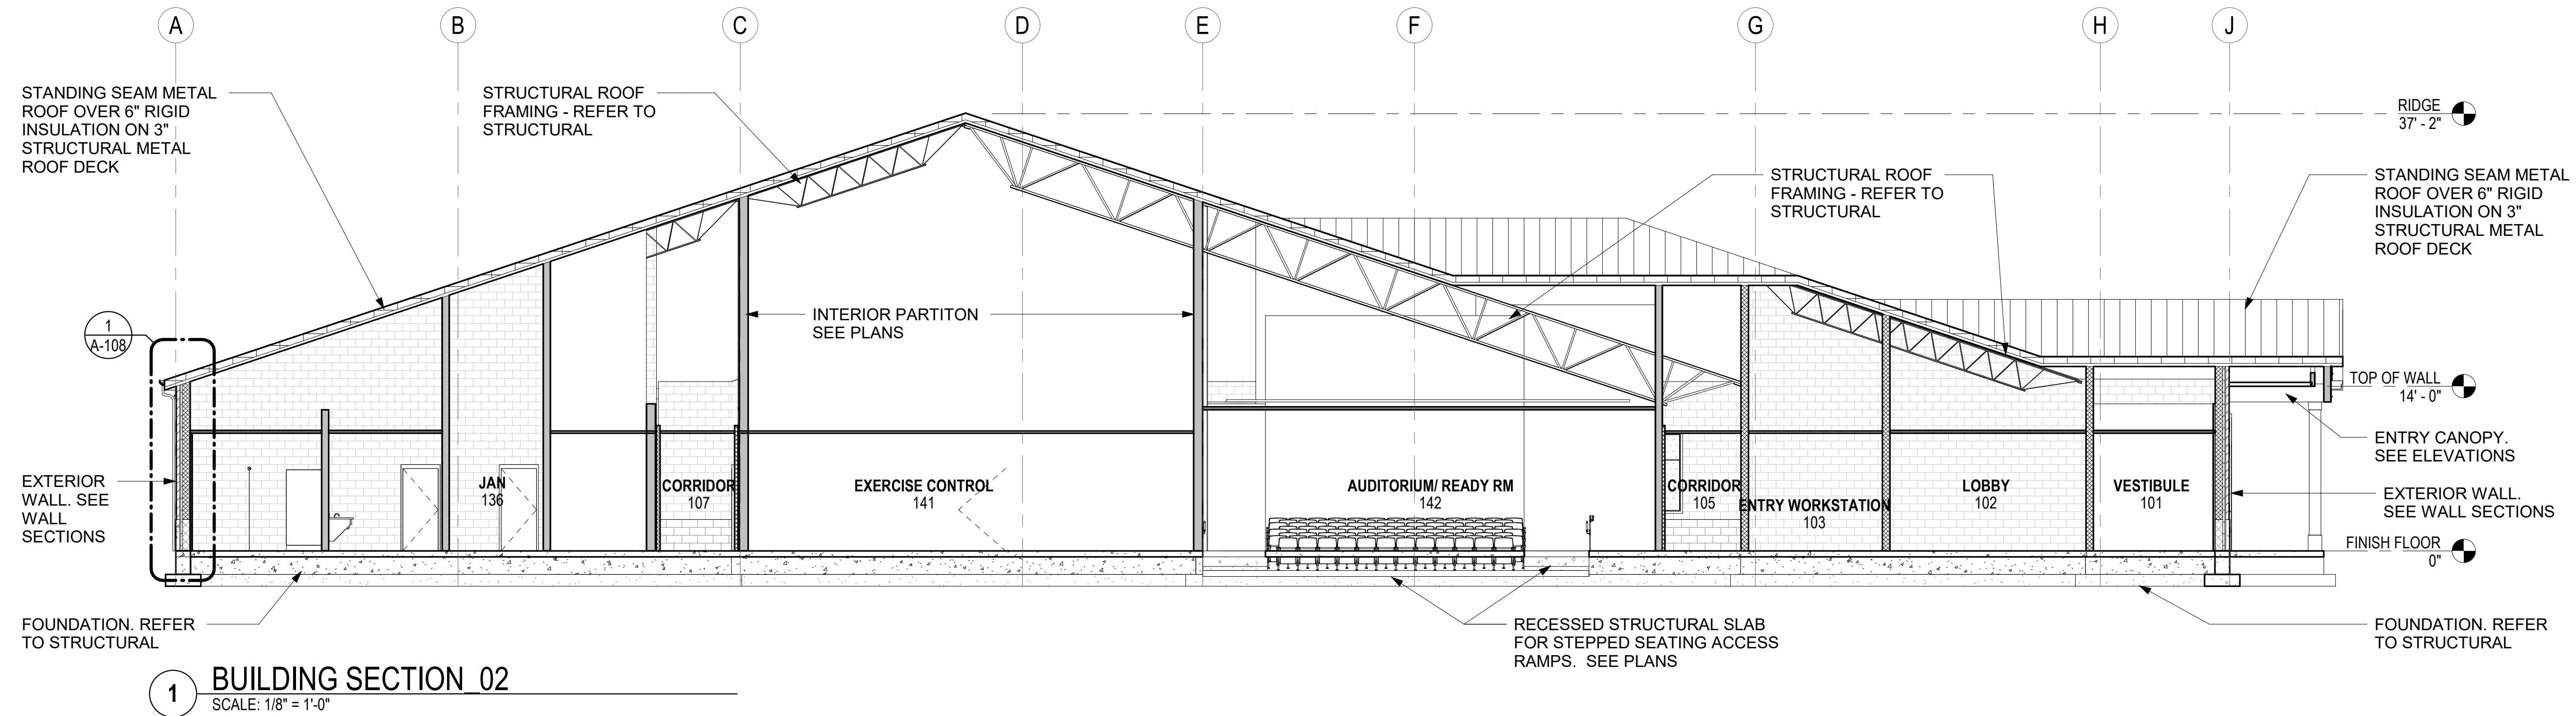 A
B
C
D
E
F
G
H
J
STANDING SEAM METAL
ROOF OVER 6" RIGID
INSULATION ON 3"
STRUCTURAL METAL
ROOF DECK
STRUCTURAL ROOF
FRAMING - REFER TO
STRUCTURAL
RIDGE
37' - 2"
STRUCTURAL ROOF
FRAMING - REFER TO
STRUCTURAL
STANDING SEAM METAL
ROOF OVER 6" RIGID
INSULATION ON 3"
STRUCTURAL METAL
ROOF DECK
1
A-108
INTERIOR PARTITON
SEE PLANS
TOP OF WALL
14' - 0"
ENTRY CANOPY.
SEE ELEVATIONS
EXTERIOR
WALL. SEE
WALL
SECTIONS
JAN
136
CORRIDOR
107
EXERCISE CONTROL
141
AUDITORIUM/ READY RM
142
CORRIDOR
105
ENTRY WORKSTATION
103
LOBBY
102
VESTIBULE
101
EXTERIOR WALL.
SEE WALL SECTIONS
FINISH FLOOR
0"
FOUNDATION. REFER
TO STRUCTURAL
RECESSED STRUCTURAL SLAB
FOR STEPPED SEATING ACCESS
RAMPS.  SEE PLANS
FOUNDATION. REFER
TO STRUCTURAL
1
BUILDING SECTION_02
SCALE: 1/8" = 1'-0"